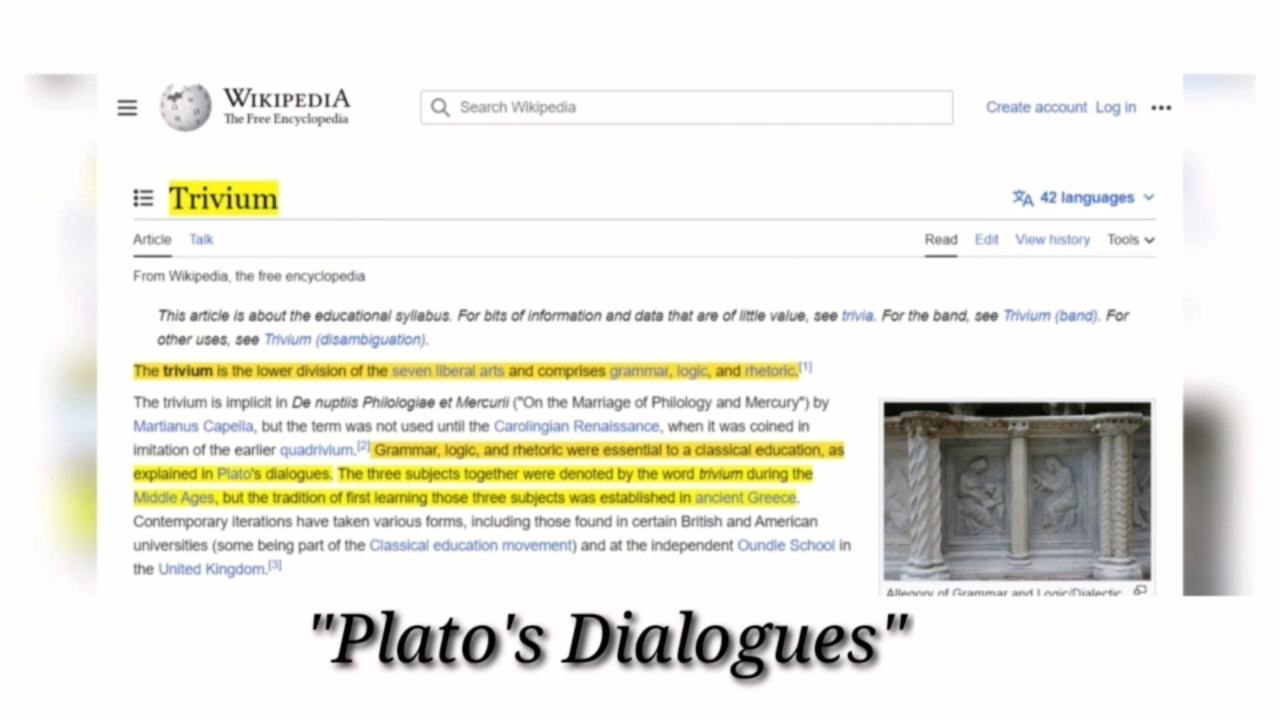 WIKIPEDIA
The Free Encyclopedia
Search Wikipedia
Create account Log in
Trivium
42 languages
Article Talk
Read Edit View history Tools
From Wikipedia, the free encyclopedia
This article is about the educational syllabus. For bits of information and data that are of little value, see trivia. For the band, see Trivium (band). For
other uses, see Trivium (disambiguation).
The trivium is the lower division of the seven liberal arts and comprises grammar, logic, and rhetoric.[1]
The trivium is implicit in De nuptiis Philologiae et Mercurii ("On the Marriage of Philology and Mercury") by
Martianus Capella, but the term was not used until the Carolingian Renaissance, when it was coined in
imitation of the earlier quadrivium.[2] Grammar, logic, and rhetoric were essential to a classical education, as
explained in Plato's dialogues. The three subjects together were denoted by the word trivium during the
Middle Ages, but the tradition of first learning those three subjects was established in ancient Greece.
Contemporary iterations have taken various forms, including those found in certain British and American
universities (some being part of the Classical education movement) and at the independent Oundle School in
the United Kingdom.[3]
Allegory of Grammar and Logic/Dialectic
"Plato's Dialogues"